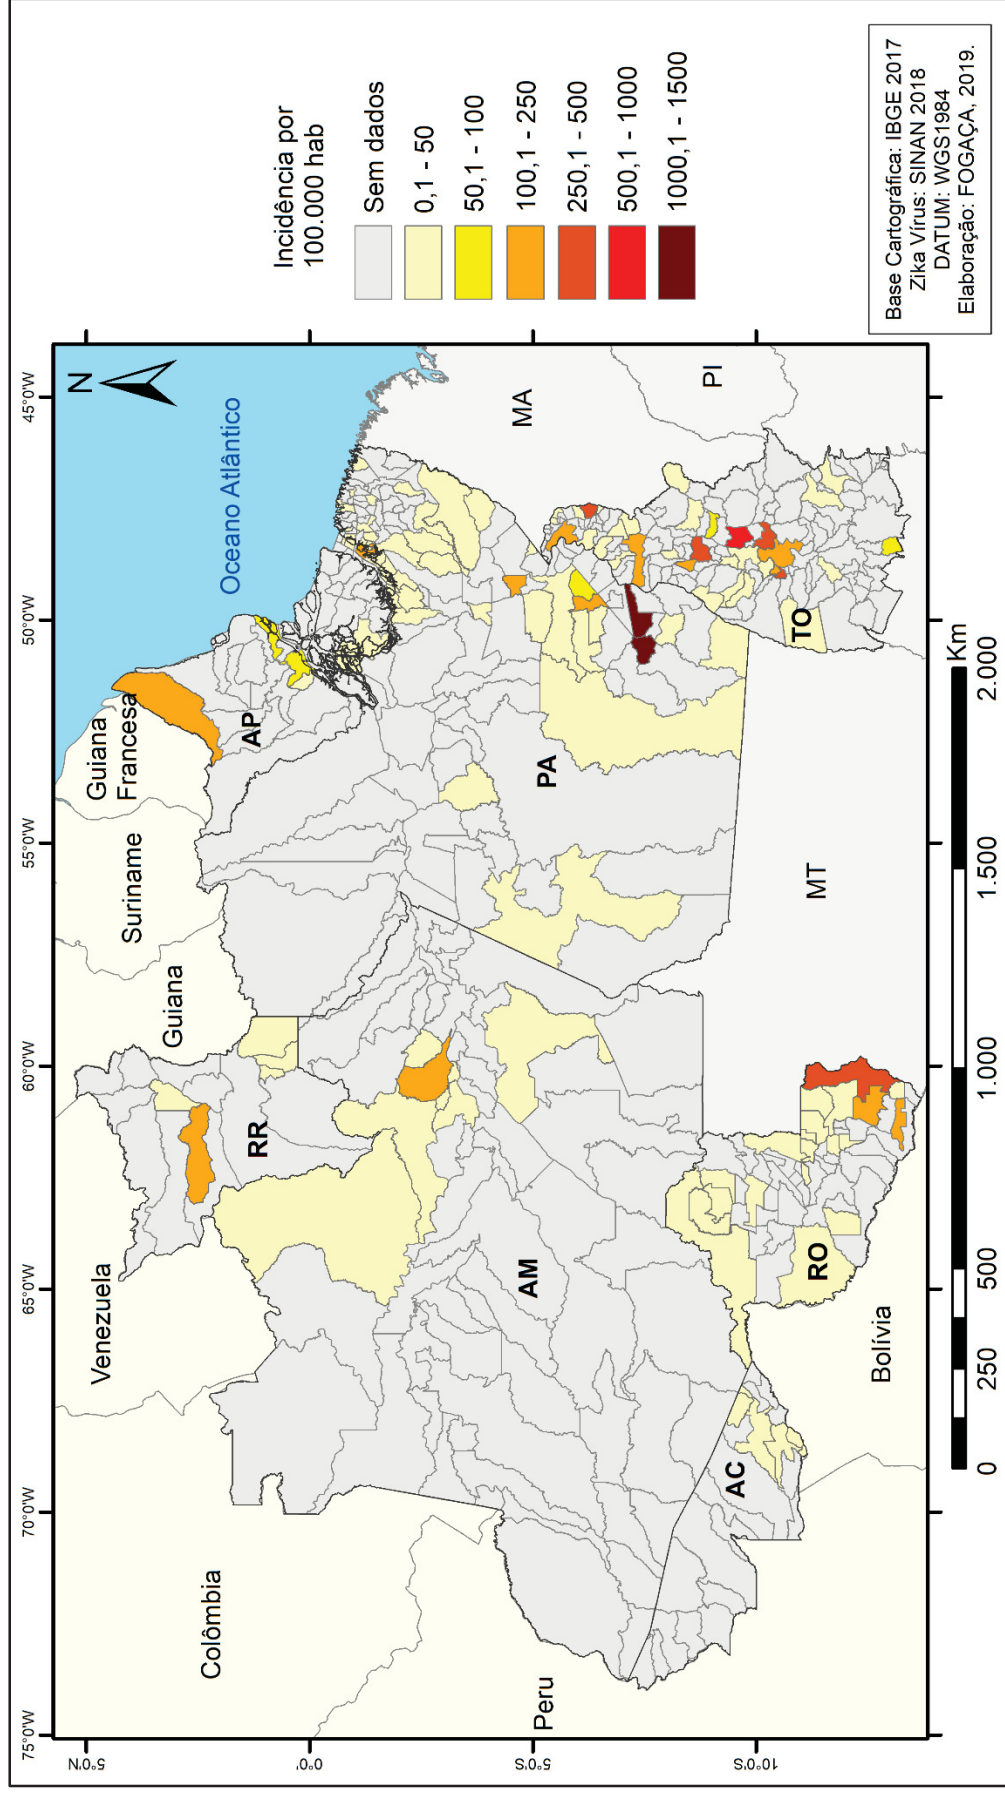 75°0'W
70°0'W
65°0'W
60°0'W
55°0'W
50°0'W
45°0'W
5°0'N
0°0'
5°0'S
10°0'S
N
Oceano Atlântico
Colômbia
Venezuela
Guiana
Suriname
Guiana
Francesa
Peru
Bolívia
RR
AP
AM
PA
AC
RO
TO
MT
MA
PI
0
250
500
1.000
1.500
2.000
Km
Incidência por
100.000 hab
Sem dados
0,1 - 50
50,1 - 100
100,1 - 250
250,1 - 500
500,1 - 1000
1000,1 - 1500
Base Cartográfica: IBGE 2017
Zika Vírus: SINAN 2018
DATUM: WGS1984
Elaboração: FOGAÇA, 2019.